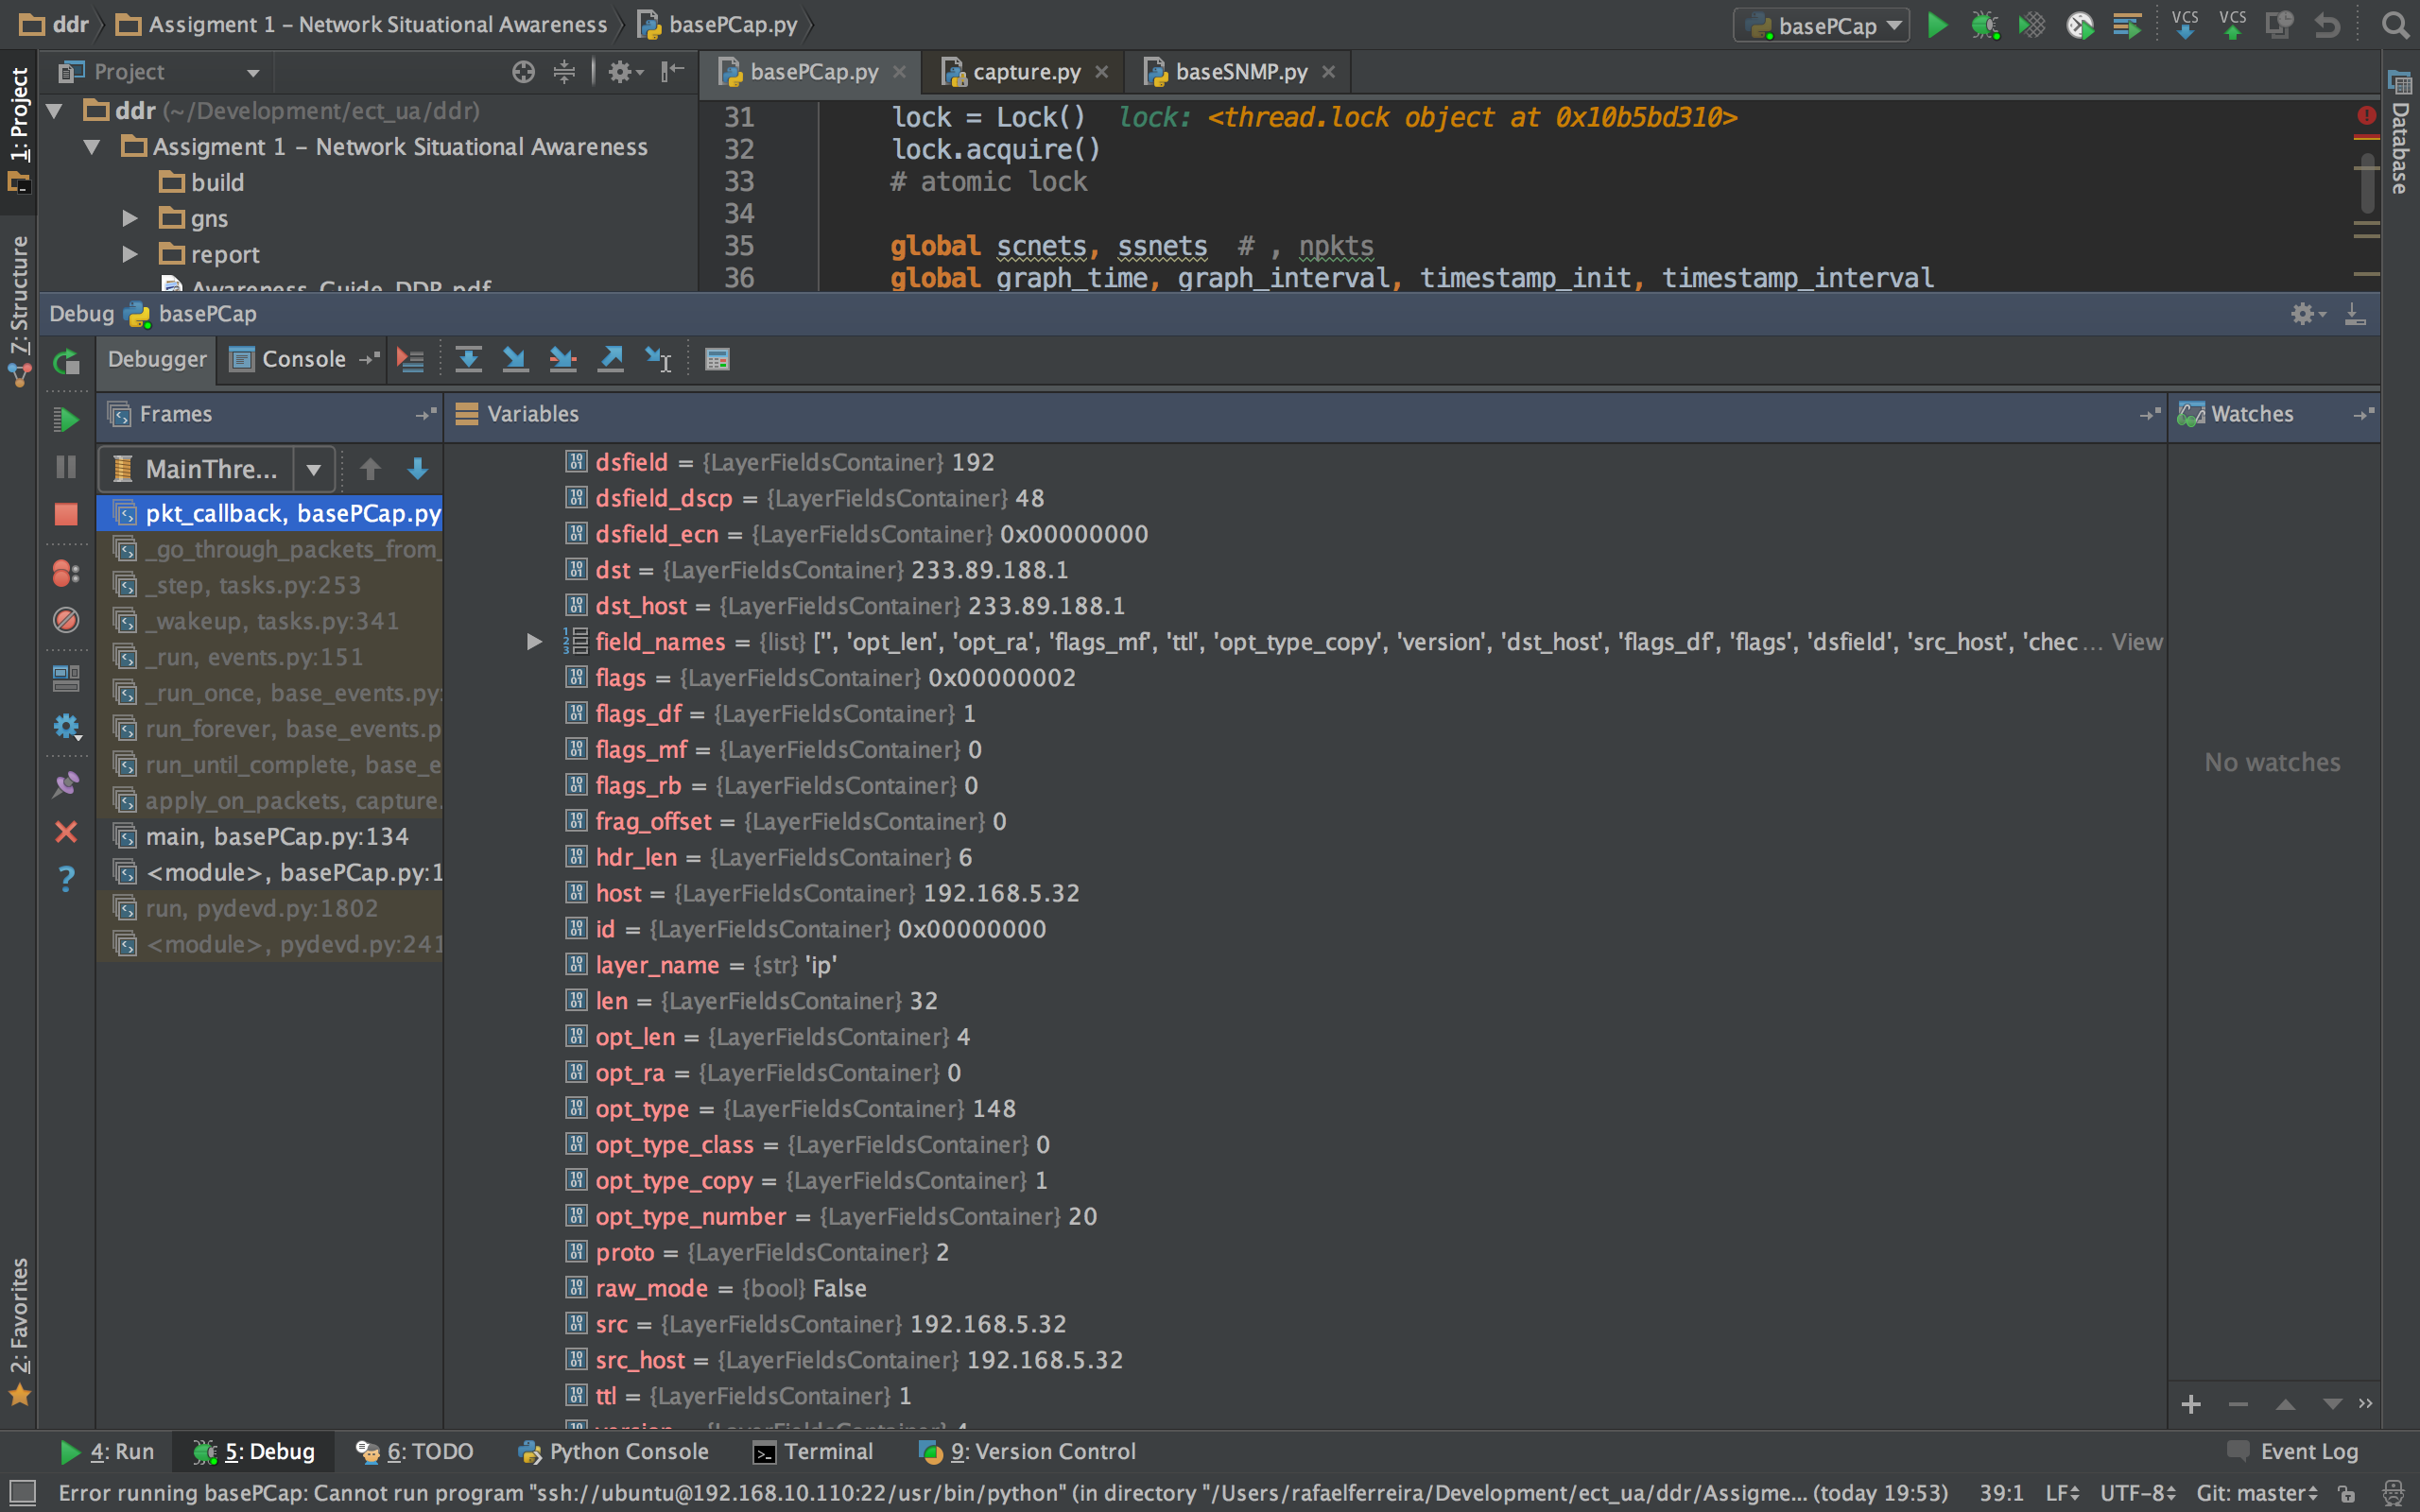 ddr Assigment 1 – Network Situational Awareness basePCap.py
basePCap VCS VCS
1: Project
7: Structure
2: Favorites
Database
Project
ddr (~/Development/ect_ua/ddr)
Assigment 1 – Network Situational Awareness
build
gns
report
Awareness_Guide_DDR.pdf
basePCap.py capture.py baseSNMP.py
31 lock = Lock() lock: <thread.lock object at 0x10b5bd310>
32 lock.acquire()
33 # atomic lock
34
35 global scnets, ssnets # , npkts
36 global graph_time, graph_interval, timestamp_init, timestamp_interval
Debug basePCap
Debugger Console
Frames
MainThre...
pkt_callback, basePCap.py
_go_through_packets_from_
_step, tasks.py:253
_wakeup, tasks.py:341
_run, events.py:151
_run_once, base_events.py:
run_forever, base_events.p
run_until_complete, base_e
apply_on_packets, capture.
main, basePCap.py:134
<module>, basePCap.py:1
run, pydevd.py:1802
<module>, pydevd.py:241
Variables
dsfield = {LayerFieldsContainer} 192
dsfield_dscp = {LayerFieldsContainer} 48
dsfield_ecn = {LayerFieldsContainer} 0x00000000
dst = {LayerFieldsContainer} 233.89.188.1
dst_host = {LayerFieldsContainer} 233.89.188.1
field_names = {list} ['', 'opt_len', 'opt_ra', 'flags_mf', 'ttl', 'opt_type_copy', 'version', 'dst_host', 'flags_df', 'flags', 'dsfield', 'src_host', 'chec... View
flags = {LayerFieldsContainer} 0x00000002
flags_df = {LayerFieldsContainer} 1
flags_mf = {LayerFieldsContainer} 0
flags_rb = {LayerFieldsContainer} 0
frag_offset = {LayerFieldsContainer} 0
hdr_len = {LayerFieldsContainer} 6
host = {LayerFieldsContainer} 192.168.5.32
id = {LayerFieldsContainer} 0x00000000
layer_name = {str} 'ip'
len = {LayerFieldsContainer} 32
opt_len = {LayerFieldsContainer} 4
opt_ra = {LayerFieldsContainer} 0
opt_type = {LayerFieldsContainer} 148
opt_type_class = {LayerFieldsContainer} 0
opt_type_copy = {LayerFieldsContainer} 1
opt_type_number = {LayerFieldsContainer} 20
proto = {LayerFieldsContainer} 2
raw_mode = {bool} False
src = {LayerFieldsContainer} 192.168.5.32
src_host = {LayerFieldsContainer} 192.168.5.32
ttl = {LayerFieldsContainer} 1
version = {LayerFieldsContainer} 4
Watches
No watches
4: Run 5: Debug 6: TODO Python Console Terminal 9: Version Control Event Log
Error running basePCap: Cannot run program "ssh://ubuntu@192.168.10.110:22/usr/bin/python" (in directory "/Users/rafaelferreira/Development/ect_ua/ddr/Assigme... (today 19:53) 39:1 LF UTF-8 Git: master